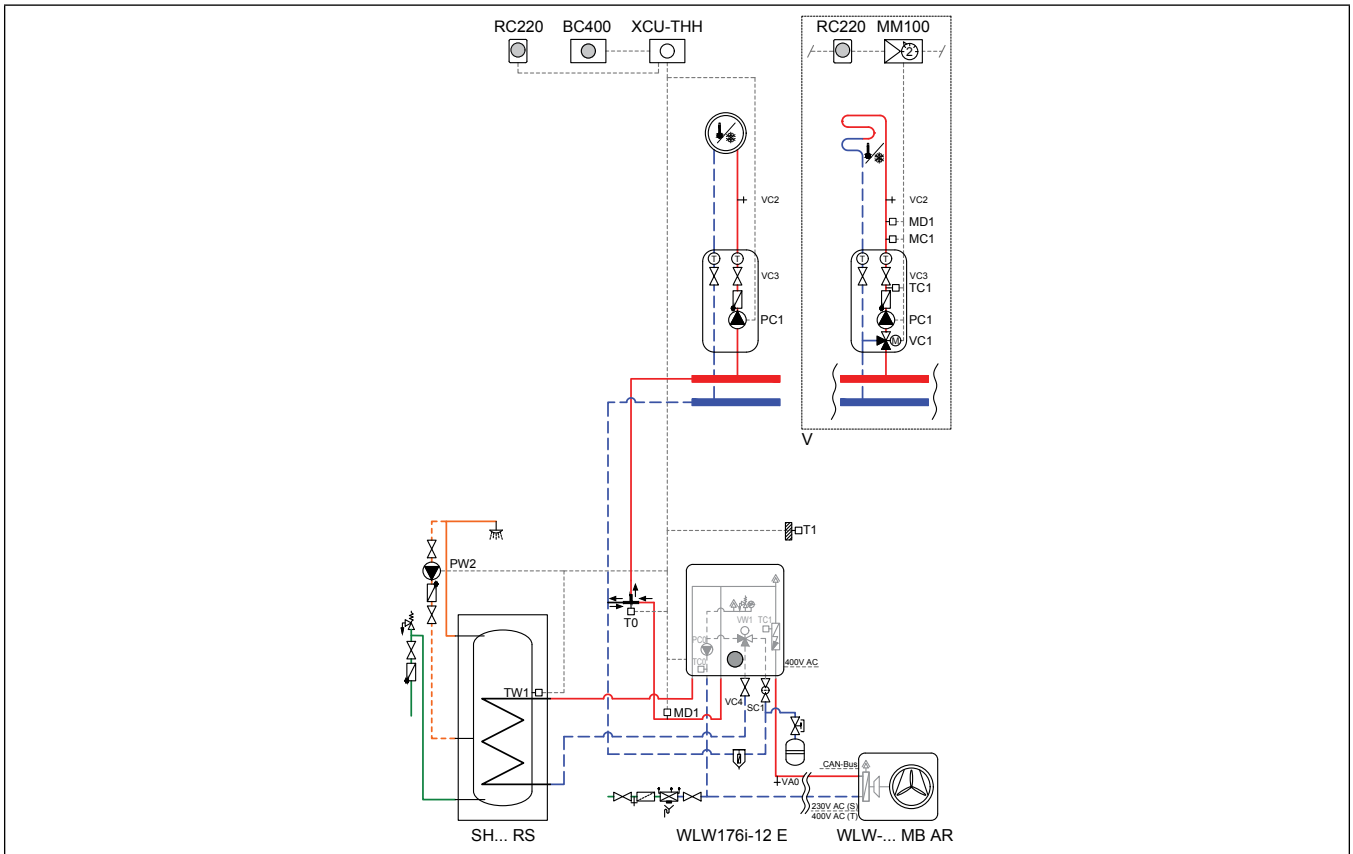 RC220 BC400 XCU-THH
RC220 MM100
2
VC2
VC2
MD1
MC1
T T
T T
VC3
VC3
TC1
PC1
PC1
M
VC1
V
T1
PW2
T0
VW1
TC1
PC0
TC0
400V AC
TW1
VC4
SC1
MD1
CAN-Bus
VA0
230V AC (S)
400V AC (T)
SH... RS
WLW176i-12 E
WLW-... MB AR